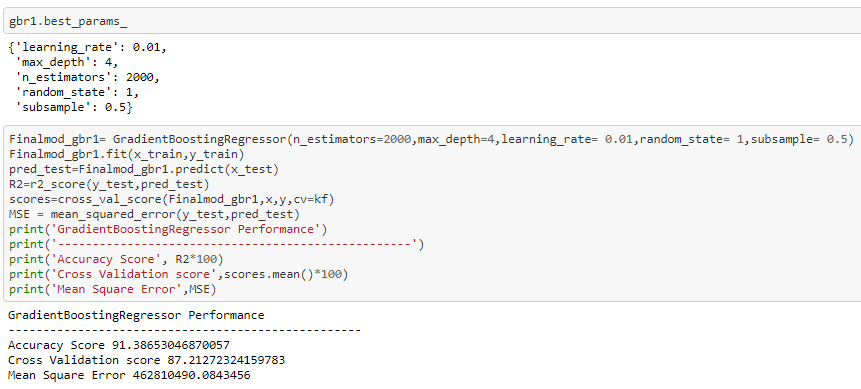 gbr1.best_params_
{'learning_rate': 0.01,
 'max_depth': 4,
 'n_estimators': 2000,
 'random_state': 1,
 'subsample': 0.5}
Finalmod_gbr1= GradientBoostingRegressor(n_estimators=2000,max_depth=4,learning_rate= 0.01,random_state= 1,subsample= 0.5)
Finalmod_gbr1.fit(x_train,y_train)
pred_test=Finalmod_gbr1.predict(x_test)
R2=r2_score(y_test,pred_test)
scores=cross_val_score(Finalmod_gbr1,x,y,cv=kf)
MSE = mean_squared_error(y_test,pred_test)
print('GradientBoostingRegressor Performance')
print('---------------------------------------------------')
print('Accuracy Score', R2*100)
print('Cross Validation score',scores.mean()*100)
print('Mean Square Error',MSE)
GradientBoostingRegressor Performance
---------------------------------------------------
Accuracy Score 91.38653046870057
Cross Validation score 87.21272324159783
Mean Square Error 462810490.0843456